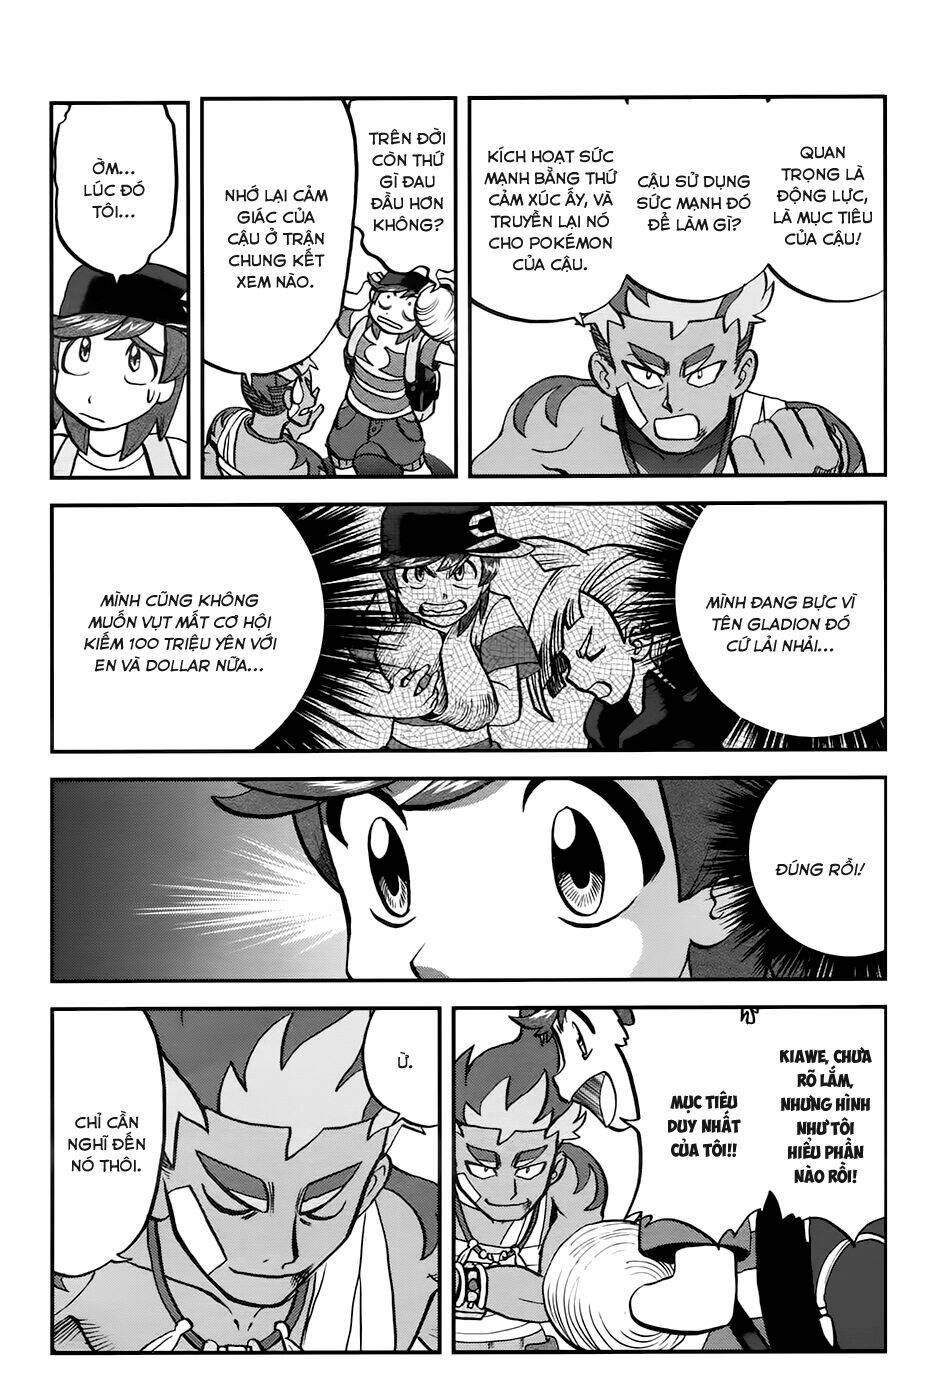 QUAN
TRỌNG LÀ
ĐỘNG LỰC,
LÀ MỤC TIÊU
CỦA CẬU!
CẬU SỬ DỤNG
SỨC MẠNH ĐÓ
ĐỂ LÀM GÌ?
KÍCH HOẠT SỨC
MẠNH BẰNG THỨ
CẢM XÚC ẤY, VÀ
TRUYỀN LẠI NÓ
CHO POKÉMON
CỦA CẬU.
TRÊN ĐỜI
CÒN THỨ
GÌ ĐAU
ĐẦU HƠN
KHÔNG?
NHỚ LẠI CẢM
GIÁC CỦA
CẬU Ở TRẬN
CHUNG KẾT
XEM NÀO.
ỜM...
LÚC ĐÓ
TÔI...
MÌNH ĐANG BỰC VÌ
TÊN GLADION ĐÓ
CỨ LẢI NHẢI...
MÌNH CŨNG KHÔNG
MUỐN VỤT MẤT CƠ HỘI
KIẾM 100 TRIỆU YÊN VỚI
EN VÀ DOLLAR NỮA...
ĐÚNG RỒI!
KIAWE, CHƯA
RÕ LẮM,
NHƯNG HÌNH
NHƯ TÔI
HIỂU PHẦN
NÀO RỒI!
MỤC TIÊU
DUY NHẤT
CỦA TÔI!!
Ừ.
CHỈ CẦN
NGHĨ ĐẾN
NÓ THÔI.